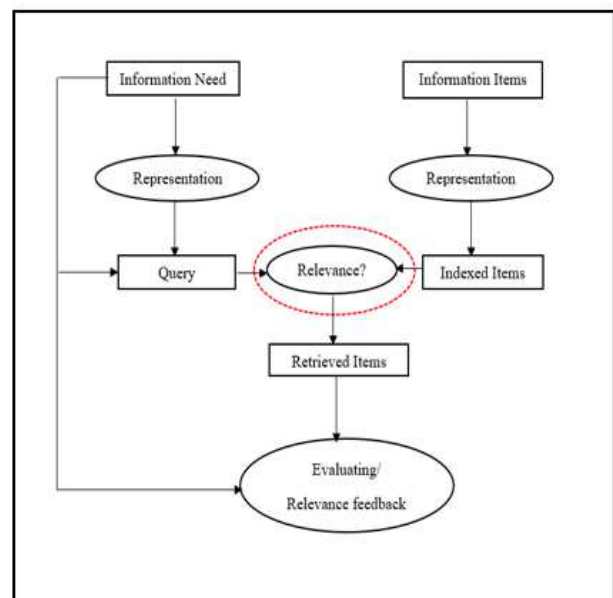 Information Need
Information Items
Representation
Representation
Query
Relevance?
Indexed Items
Retrieved Items
Evaluating/
Relevance feedback